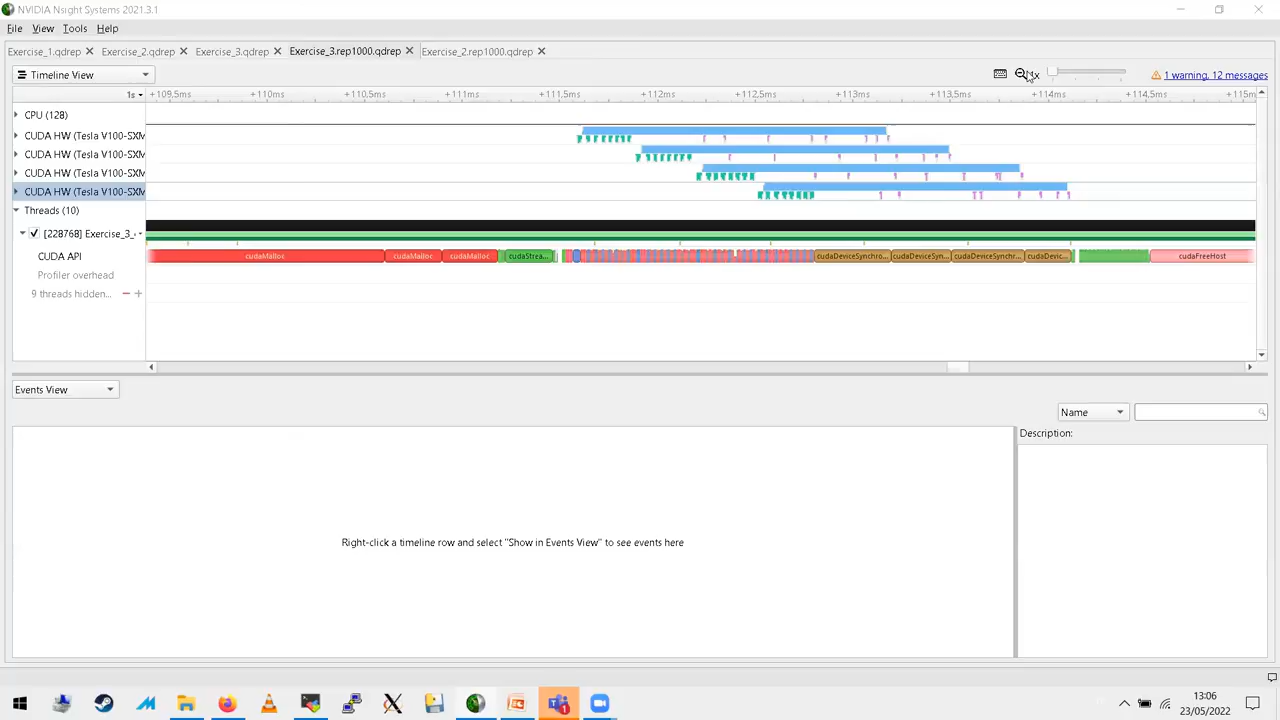 NVIDIA Nsight Systems 2021.3.1
File View Tools Help
Exercise_1.qdrep Exercise_2.qdrep Exercise_3.qdrep Exercise_3.rep1000.qdrep Exercise_2.rep1000.qdrep
Timeline View 1x 1 warning, 12 messages
1s +109,5ms +110ms +110,5ms +111ms +111,5ms +112ms +112,5ms +113ms +113,5ms +114ms +114,5ms +115ms
CPU (128)
CUDA HW (Tesla V100-SXM
CUDA HW (Tesla V100-SXM
CUDA HW (Tesla V100-SXM
CUDA HW (Tesla V100-SXM
Threads (10)
[228768] Exercise_3_
CUDA API cudaMalloc cudaMalloc cudaMalloc cudaStrea... cudaDeviceSynchro... cudaDeviceSyn... cudaDeviceSynchr... cudaDevic... cudaFreeHost
Profiler overhead
9 threads hidden... − +
Events View
Name
Description:
Right-click a timeline row and select "Show in Events View" to see events here
13:06
23/05/2022